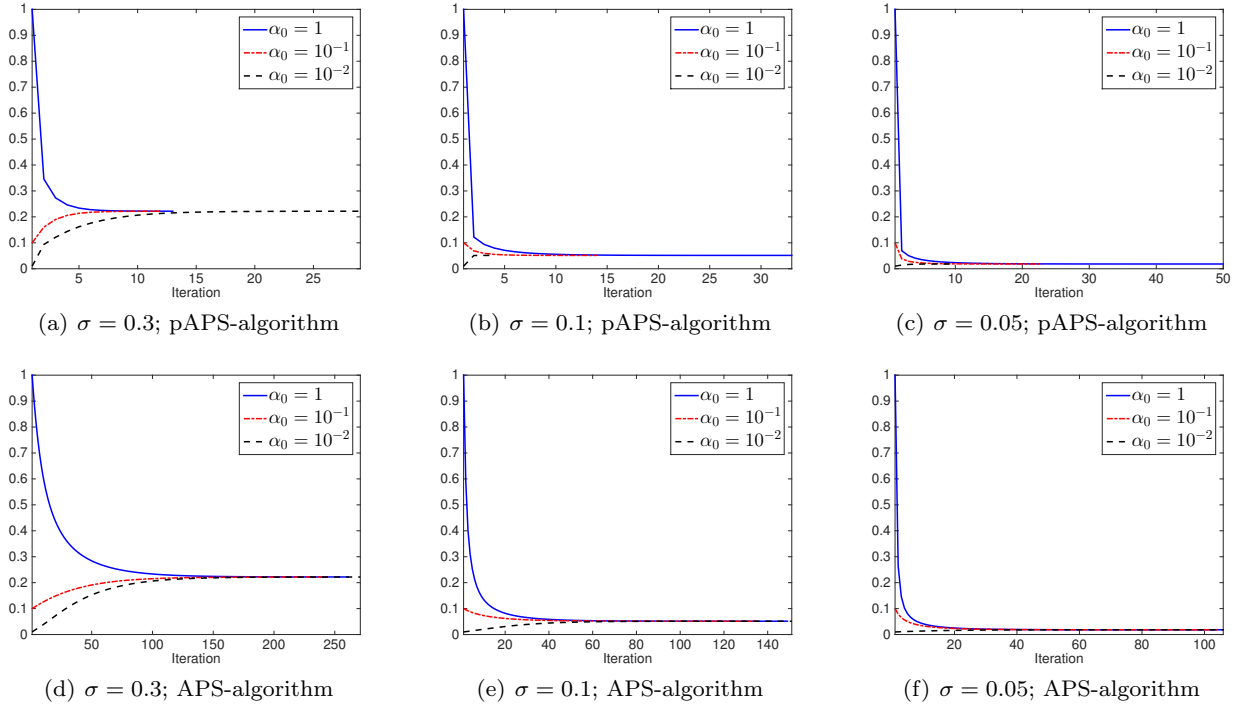 1
0.9
0.8
0.7
0.6
0.5
0.4
0.3
0.2
0.1
0
5 10 15 20 25
Iteration
α₀ = 1
α₀ = 10⁻¹
α₀ = 10⁻²
(a) σ = 0.3; pAPS-algorithm
1
0.9
0.8
0.7
0.6
0.5
0.4
0.3
0.2
0.1
0
5 10 15 20 25 30
Iteration
α₀ = 1
α₀ = 10⁻¹
α₀ = 10⁻²
(b) σ = 0.1; pAPS-algorithm
1
0.9
0.8
0.7
0.6
0.5
0.4
0.3
0.2
0.1
0
10 20 30 40 50
Iteration
α₀ = 1
α₀ = 10⁻¹
α₀ = 10⁻²
(c) σ = 0.05; pAPS-algorithm
1
0.9
0.8
0.7
0.6
0.5
0.4
0.3
0.2
0.1
0
50 100 150 200 250
Iteration
α₀ = 1
α₀ = 10⁻¹
α₀ = 10⁻²
(d) σ = 0.3; APS-algorithm
1
0.9
0.8
0.7
0.6
0.5
0.4
0.3
0.2
0.1
0
20 40 60 80 100 120 140
Iteration
α₀ = 1
α₀ = 10⁻¹
α₀ = 10⁻²
(e) σ = 0.1; APS-algorithm
1
0.9
0.8
0.7
0.6
0.5
0.4
0.3
0.2
0.1
0
20 40 60 80 100
Iteration
α₀ = 1
α₀ = 10⁻¹
α₀ = 10⁻²
(f) σ = 0.05; APS-algorithm